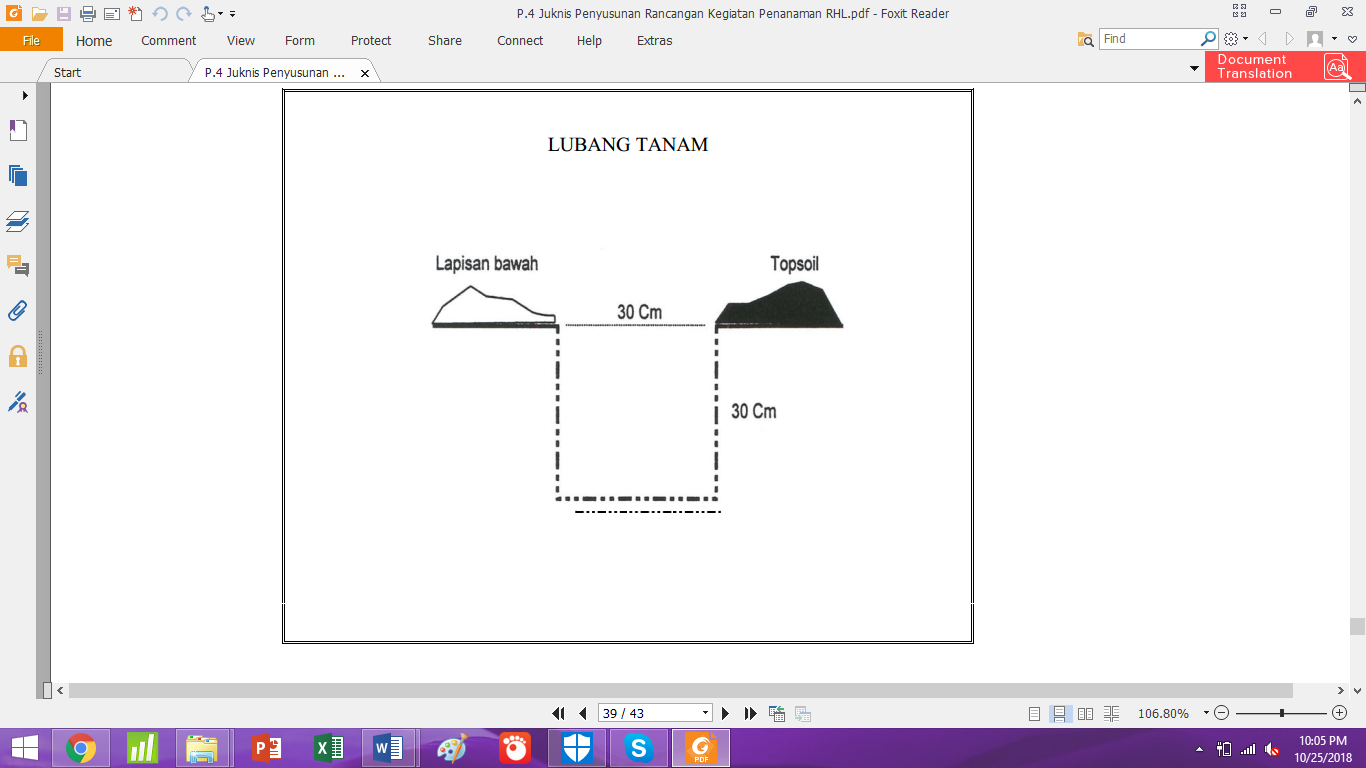 P.4 Juknis Penyusunan Rancangan Kegiatan Penanaman RHL.pdf - Foxit Reader
File Home Comment View Form Protect Share Connect Help Extras
Find
Start
P.4 Juknis Penyusunan ...
Document
Translation
Aa
LUBANG TANAM
Lapisan bawah
Topsoil
30 Cm
30 Cm
39 / 43
106.80%
PDF
10:05 PM
10/25/2018